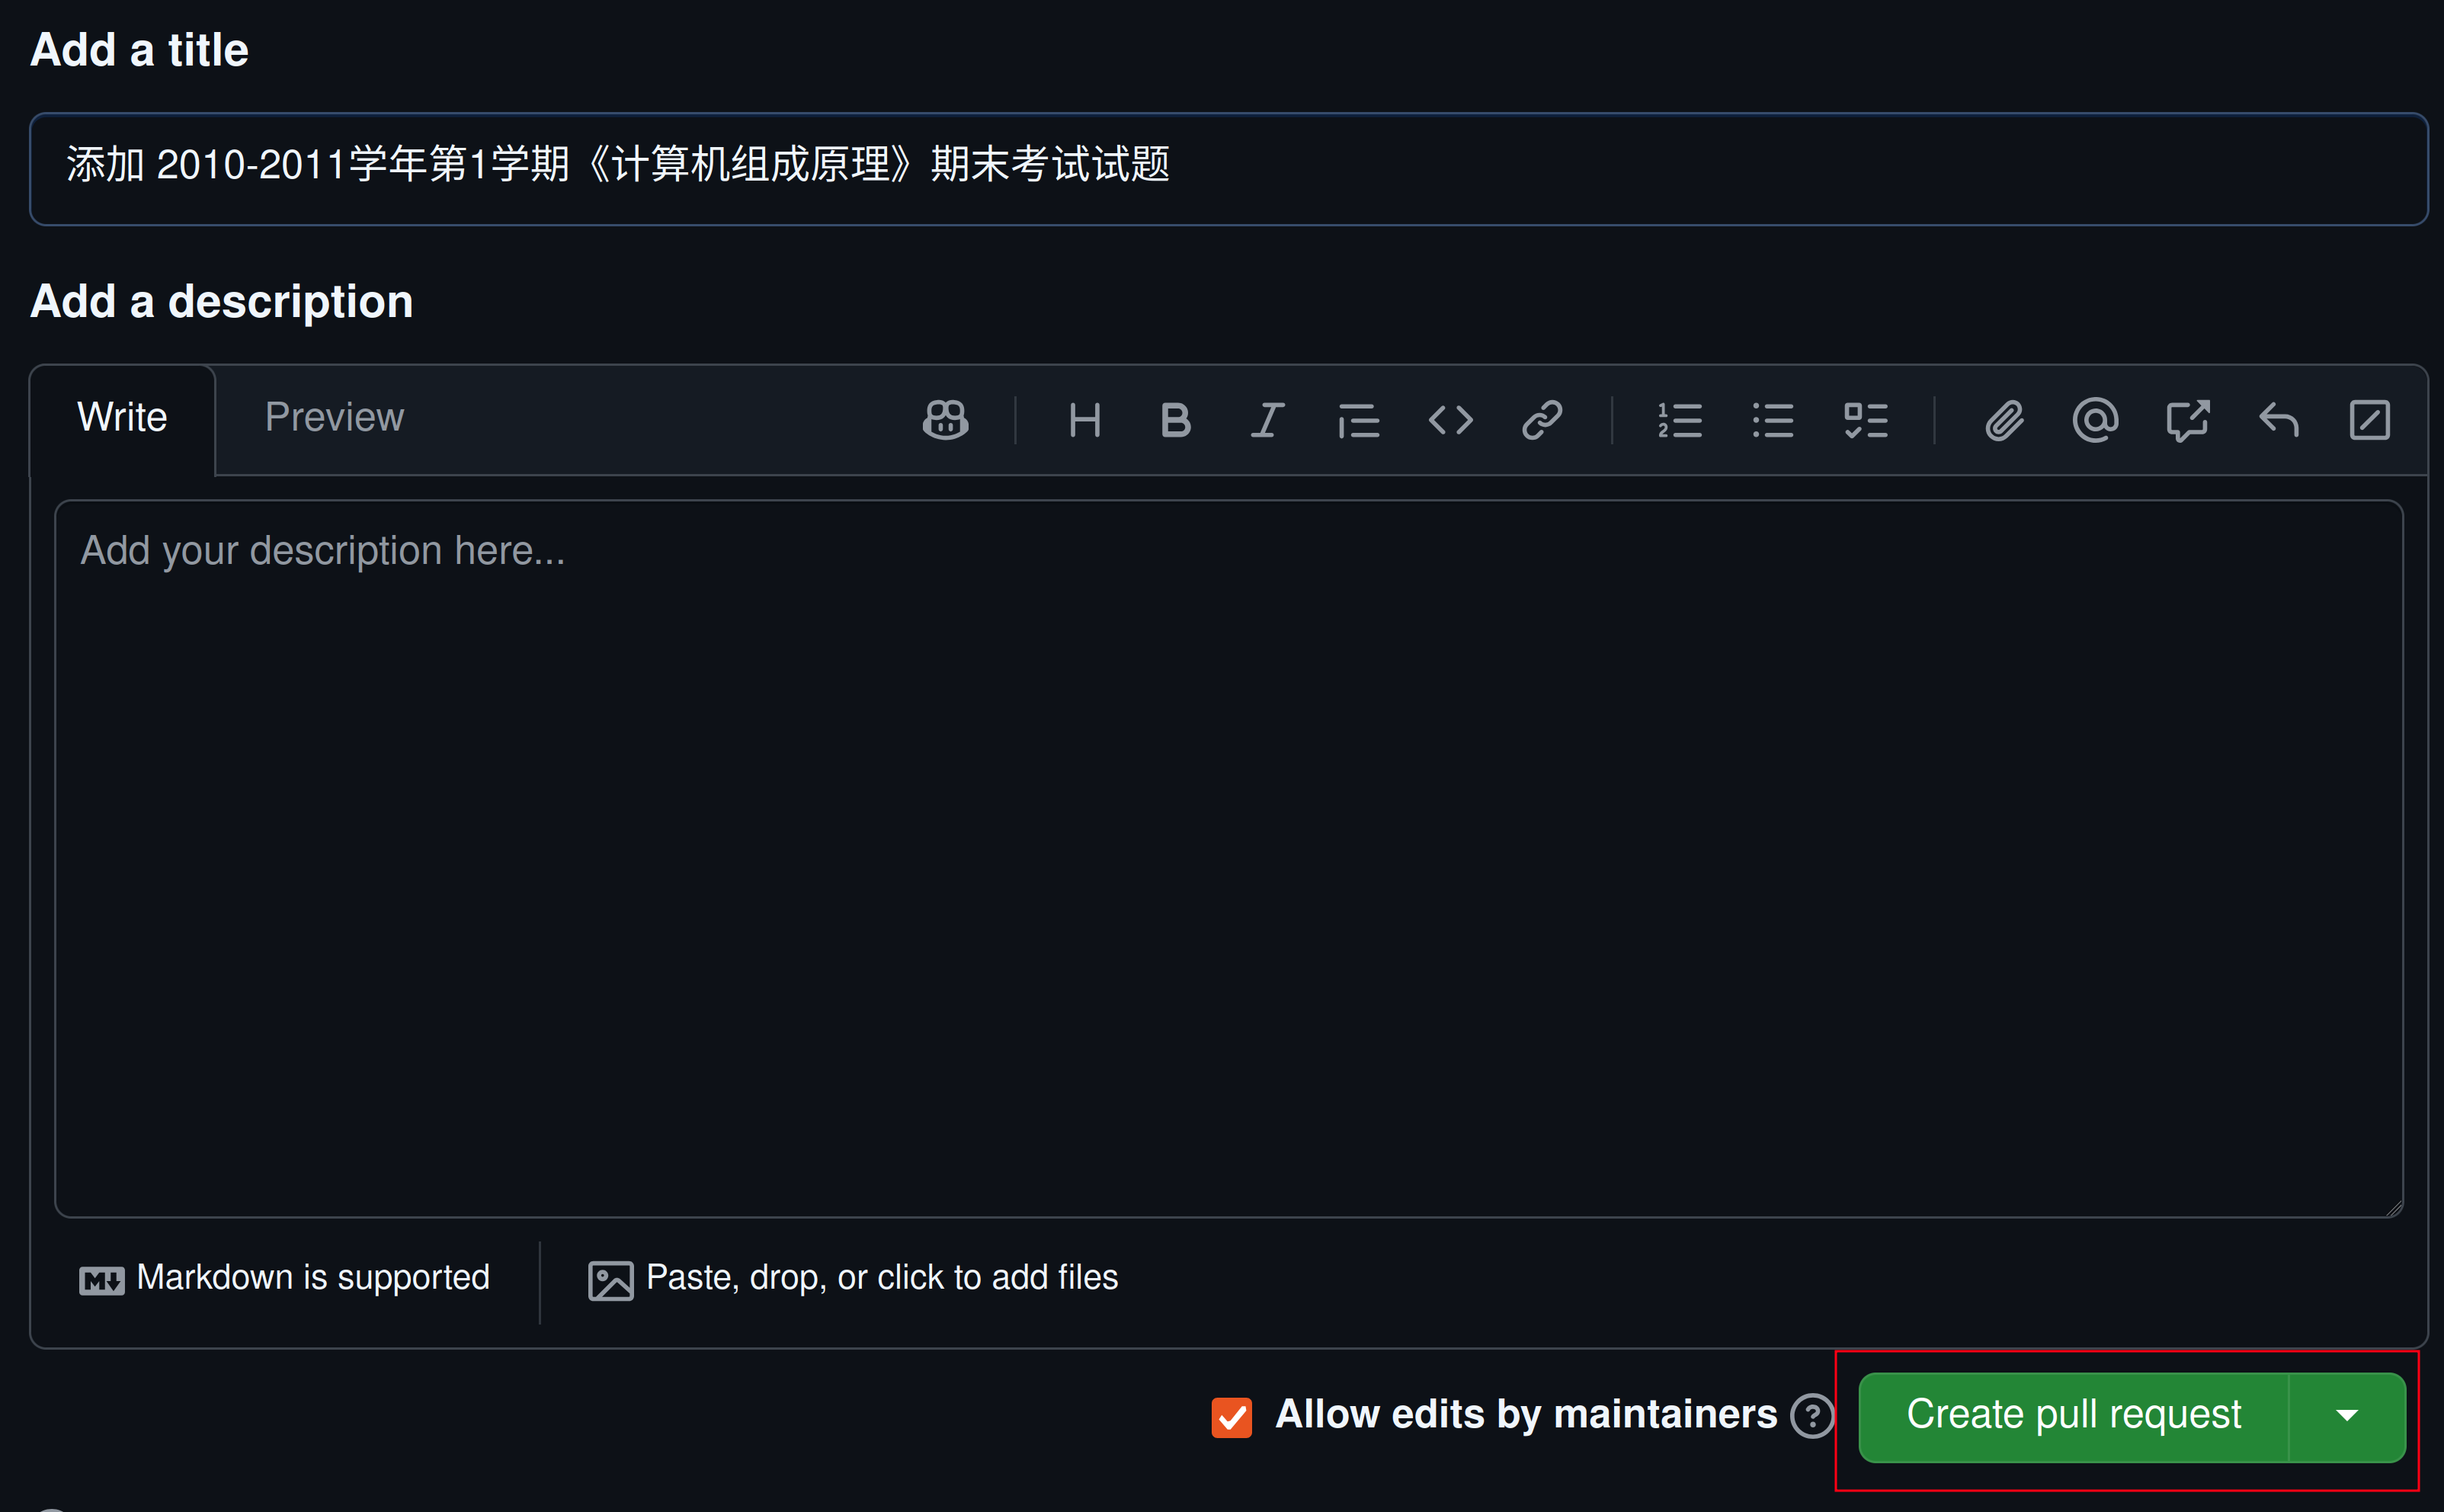 Add a title
添加 2010-2011学年第1学期《计算机组成原理》期末考试试题
Add a description
Write Preview
Add your description here...
Markdown is supported
Paste, drop, or click to add files
Allow edits by maintainers
Create pull request